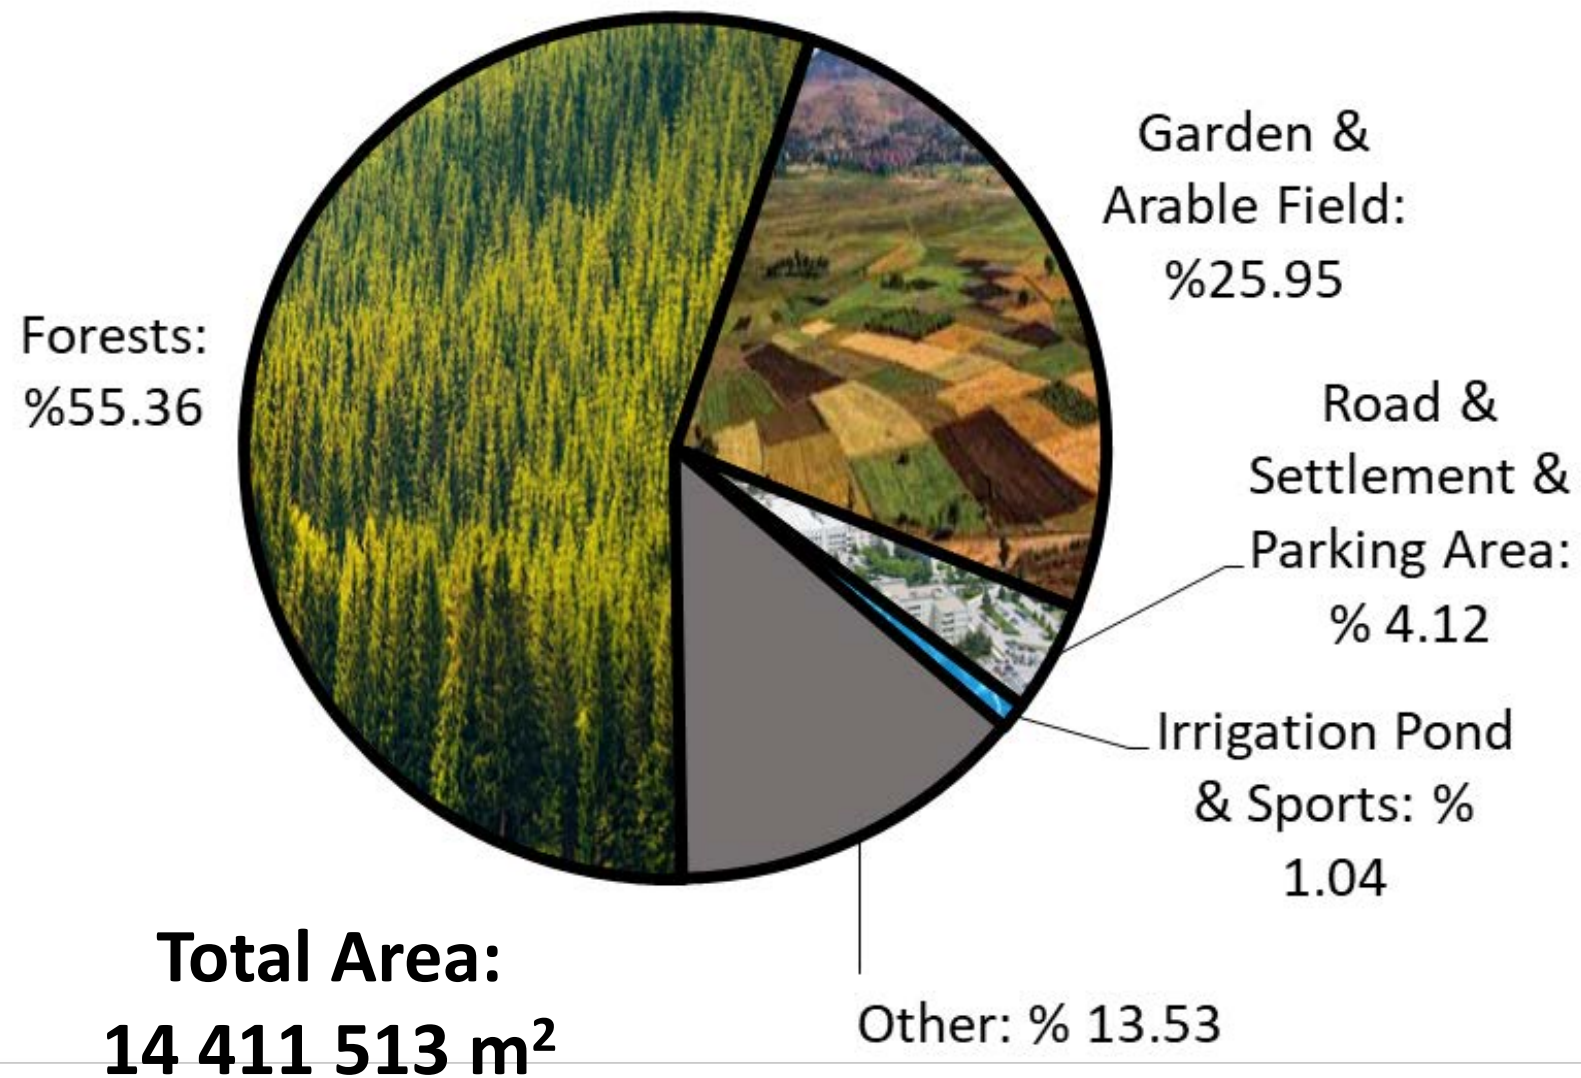 Garden &
Arable Field:
%25.95
Forests:
%55.36
Road &
Settlement &
Parking Area:
% 4.12
Irrigation Pond
& Sports: %
1.04
Other: % 13.53
Total Area:
14 411 513 m²